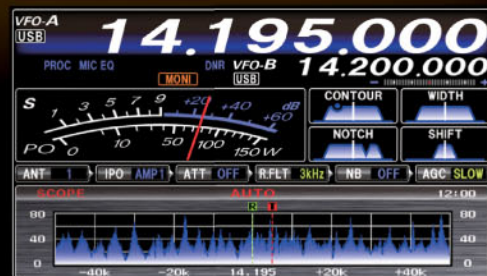 VFO-A 14.195.000
USB
PROC MIC EQ DNR VFO-B 14.200.000
MONI USB
S 1 3 5 7 9 +20 +40 +60 dB
PO 0 10 50 100 150 W
CONTOUR WIDTH
NOTCH SHIFT
ANT 1 IPO AMP1 ATT OFF R.FLT 3kHz NB OFF AGC SLOW
SCOPE AUTO 12:00
R T
80 80
40 40
0 0
-40k -20k 14.195 +20k +40k